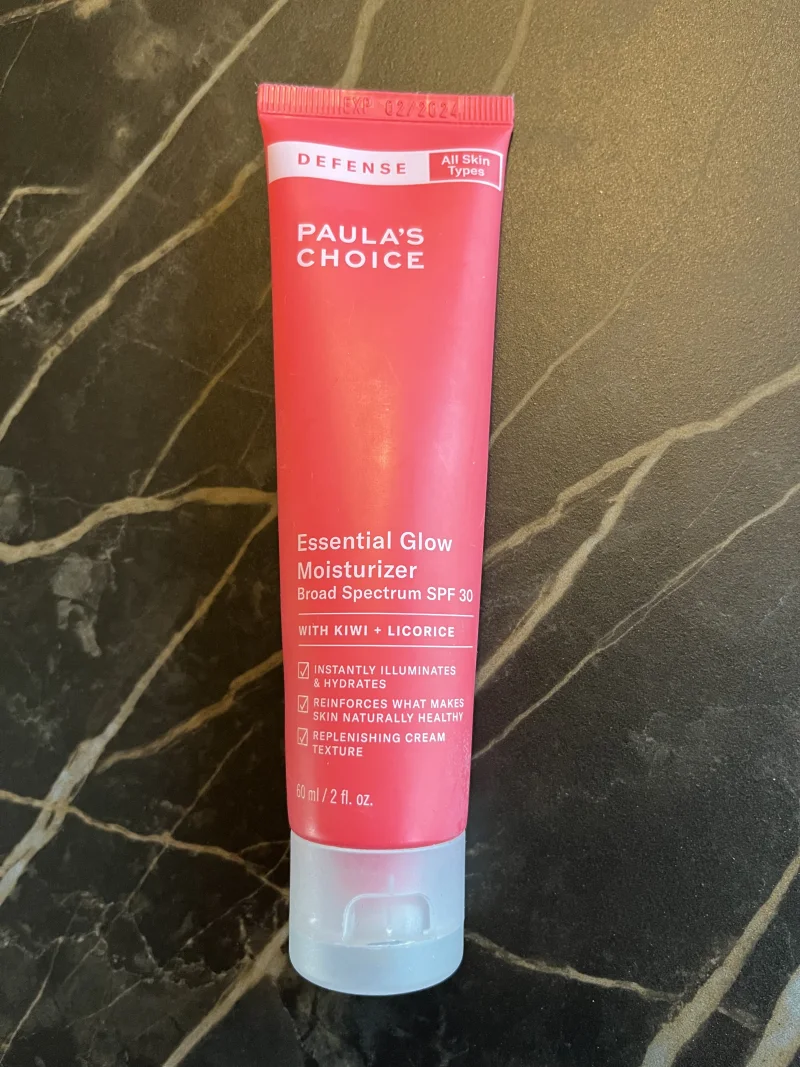 EXP 02/2024
DEFENSE
All Skin
Types
PAULA'S
CHOICE
Essential Glow
Moisturizer
Broad Spectrum SPF 30
WITH KIWI + LICORICE
INSTANTLY ILLUMINATES
& HYDRATES
REINFORCES WHAT MAKES
SKIN NATURALLY HEALTHY
REPLENISHING CREAM
TEXTURE
60 ml / 2 fl. oz.